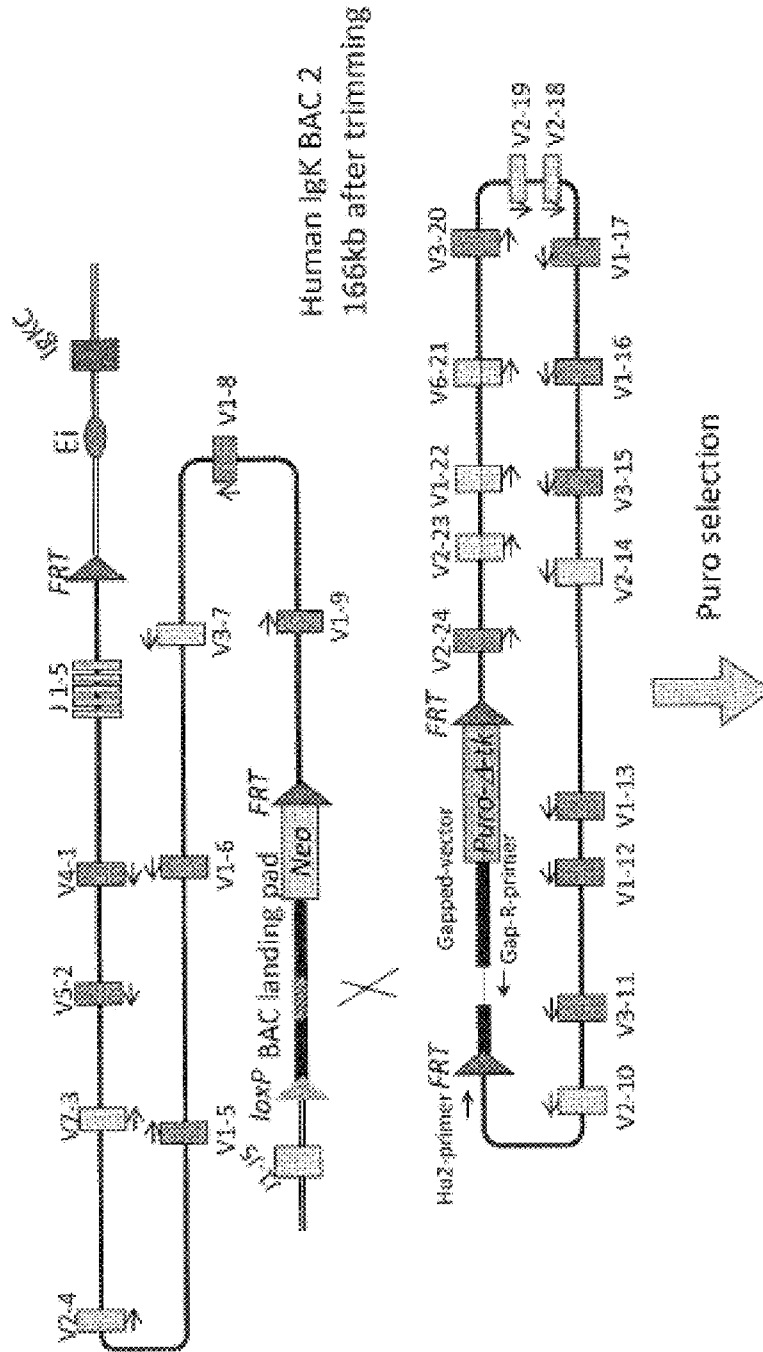 V2-4
V2-3
V5-2
V4-1
J 1-5
FRT
Ei
IgKC
V1-5
V1-6
V3-7
V1-8
loxP
BAC landing pad
Neo
FRT
V1-9
Human IgK BAC 2
166kb after trimming
Ha2-primer
FRT
Gapped-vector
Gap-R-primer
Puro-Δ-tk
FRT
V2-24
V2-23
V1-22
V6-21
V3-20
V2-19
V2-18
V2-10
V3-11
V1-12
V1-13
V2-14
V3-15
V1-16
V1-17
Puro selection